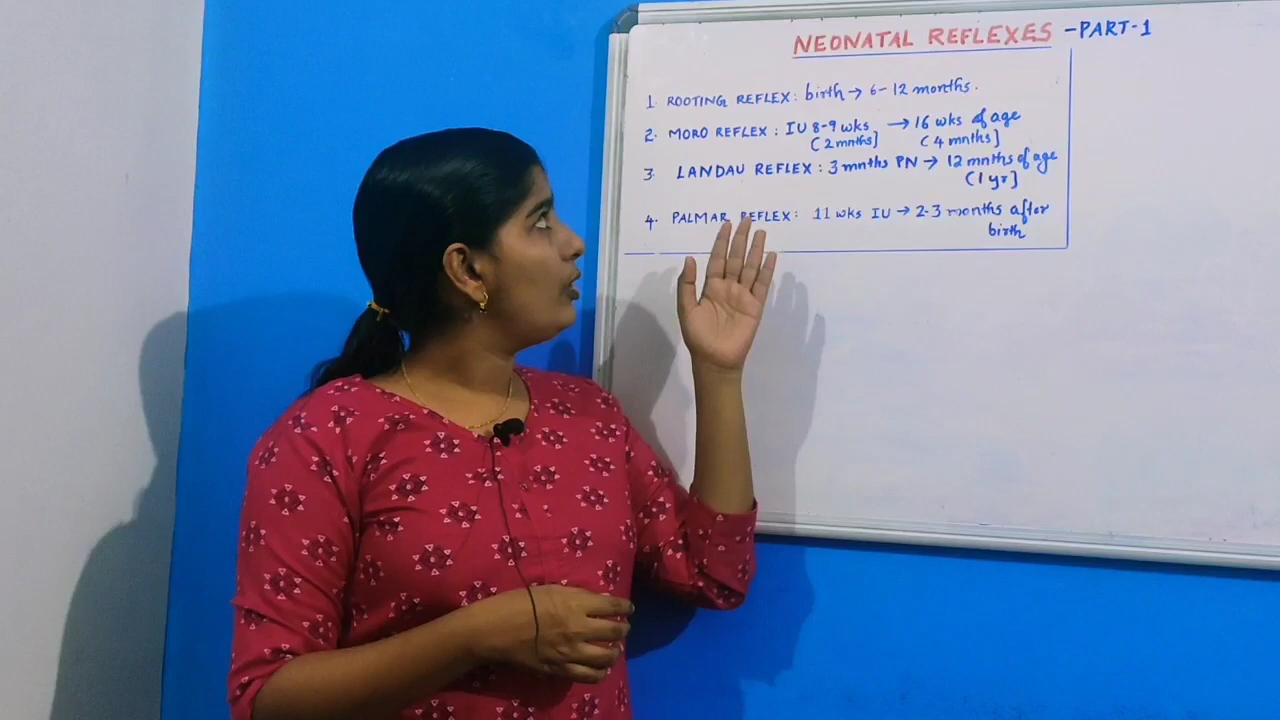 NEONATAL REFLEXES -PART-1
1. ROOTING REFLEX: birth → 6-12 months.
2. MORO REFLEX: IU 8-9 wks → 16 wks of age
(2 mnths] (4 mnths]
3. LANDAU REFLEX: 3 mnths PN → 12 mnths of age
(1 yr]
4. PALMAR REFLEX: 11 wks IU → 2-3 months after
birth